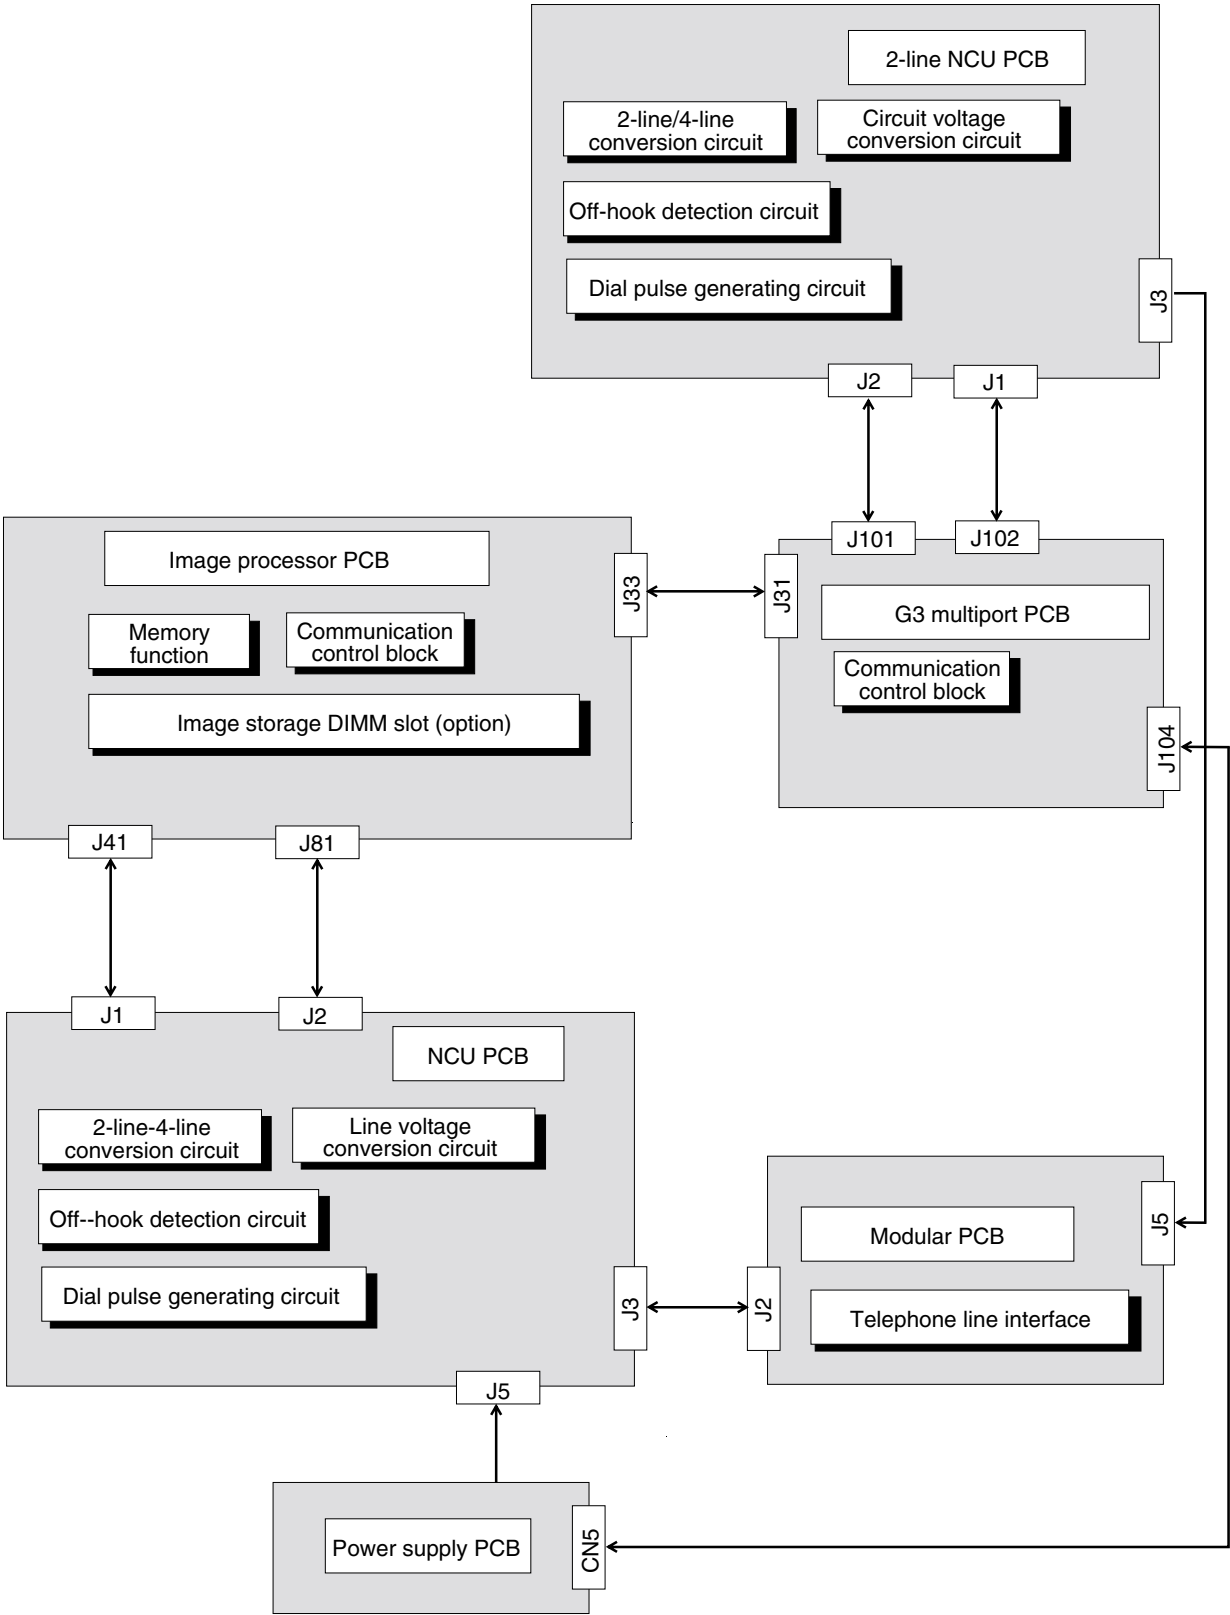 2-line NCU PCB
2-line/4-line
conversion circuit
Circuit voltage
conversion circuit
Off-hook detection circuit
Dial pulse generating circuit
J3
J2
J1
J101
J102
Image processor PCB
J33
J31
G3 multiport PCB
Memory
function
Communication
control block
Communication
control block
Image storage DIMM slot (option)
J104
J41
J81
J1
J2
NCU PCB
2-line-4-line
conversion circuit
Line voltage
conversion circuit
Off--hook detection circuit
Dial pulse generating circuit
J3
J2
Modular PCB
J5
Telephone line interface
J5
Power supply PCB
CN5